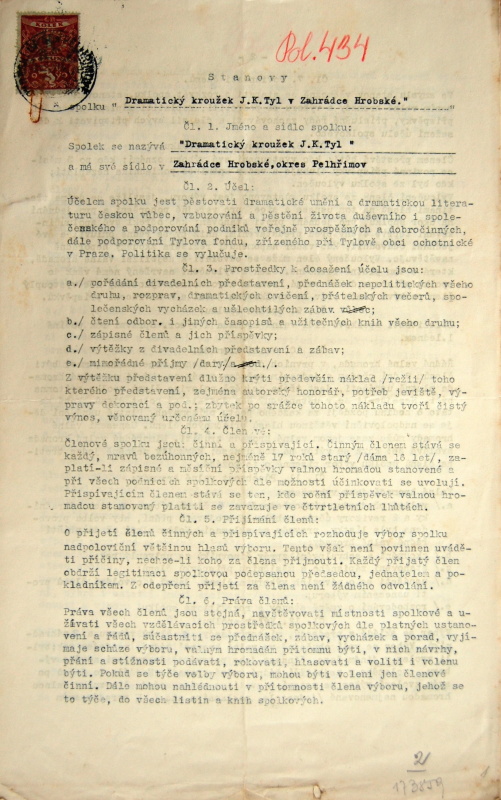 Pol. 434
Stanovy
spolku " Dramatický kroužek J.K.Tyl v Zahrádce Hrobské."
Čl. 1. Jméno a sídlo spolku:
Spolek se nazývá "Dramatický kroužek J.K.Tyl "
a má své sídlo v Zahrádce Hrobské,okres Pelhřimov
Čl. 2. Účel:
Účelem spolku jest pěstovati dramatické umění a dramatickou litera-
turu českou vůbec, vzbuzování a pěstění života duševního i spole-
čenského a podporování podniků veřejně prospěšných a dobročinných,
dále podporování Tylova fondu, zřízeného při Tylově obci ochotnické
v Praze, Politika se vylučuje.
Čl. 3. Prostředky k dosažení účelu jsou:
a./ pořádání divadelních představení, přednášek nepolitických všeho
druhu, rozprav, dramatických cvičení, přátelských večerů, spo-
lečenských vycházek a ušlechtilých zábav vůbec;
b./ čtení odbor. i jiných časopisů a užitečných knih všeho druhu;
c./ zápisné členů a jich příspěvky;
d./ výtěžky z divadelních představení a zábav;
e./ mimořádné příjmy /dary/a pod./.
Z výtěžku představení dlužno krýti především náklad /režii/ toho
kterého představení, zejména autorský honorář, potřeb jeviště, vý-
pravy dekorací a pod.; zbytek po srážce tohoto nákladu tvoří čistý
výnos, věnovaný určenému účelu.
Čl. 4. Členové:
Členové spolku jsou: činní a přispívající. Činným členem stává se
každý, mravů bezúhonných, nejméně 17 roků starý /dáma 16 let/, za-
platí-li zápisné a měsíční příspěvky valnou hromadou stanovené a
při všech podnicích spolkových dle možnosti účinkovati se uvolí.
Přispívajícím členem stává se ten, kdo roční příspěvek valnou hro-
madou stanovený platiti se zavazuje ve čtvrtletních lhůtách.
Čl. 5. Přijímání členů:
O přijetí členů činných a přispívajících rozhoduje výbor spolku
nadpoloviční většinou hlasů výboru. Tento však není povinnen uvádě-
ti příčiny, nechce-li koho za člena přijmouti. Každý přijatý člen
obdrží legitimaci spolkovou podepsanou předsedou, jednatelem a po-
kladníkem. Z odepření přijetí za člena není žádného odvolání.
Čl. 6. Práva členů:
Práva všech členů jsou stejná, navštěvovati místnosti spolkové a u-
žívati všech vzdělávacích prostředků spolkových dle platných ustano-
vení a řádů, súčastniti se přednášek, zábav, vycházek a porad, vyjí-
maje schůze výboru, valným hromadám přítomnu býti, v nich návrhy,
přání a stížnosti podávati, rokovati, hlasovati a voliti i volenu
býti. Pokud se týče volby výboru, mohou býti voleni jen členové
činní. Dále mohou nahlédnouti v přítomnosti člena výboru, jehož se
to týče, do všech listin a knih spolkových.
2